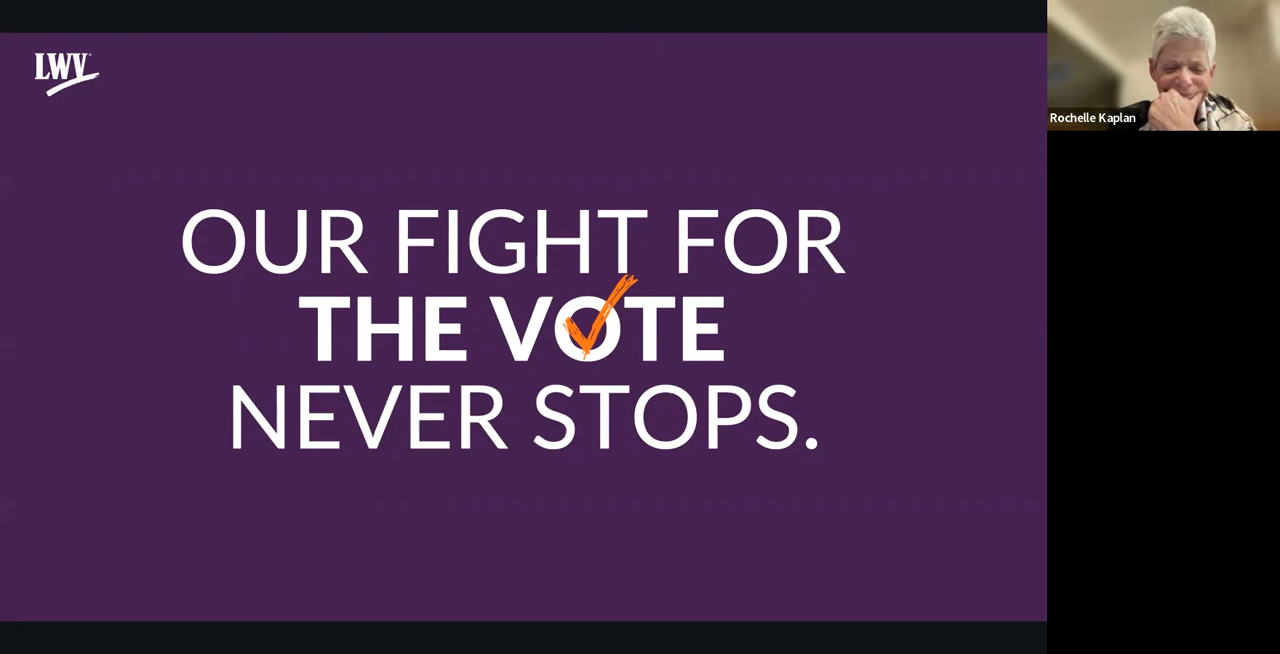 LWV
OUR FIGHT FOR
THE VOTE
NEVER STOPS.
Rochelle Kaplan